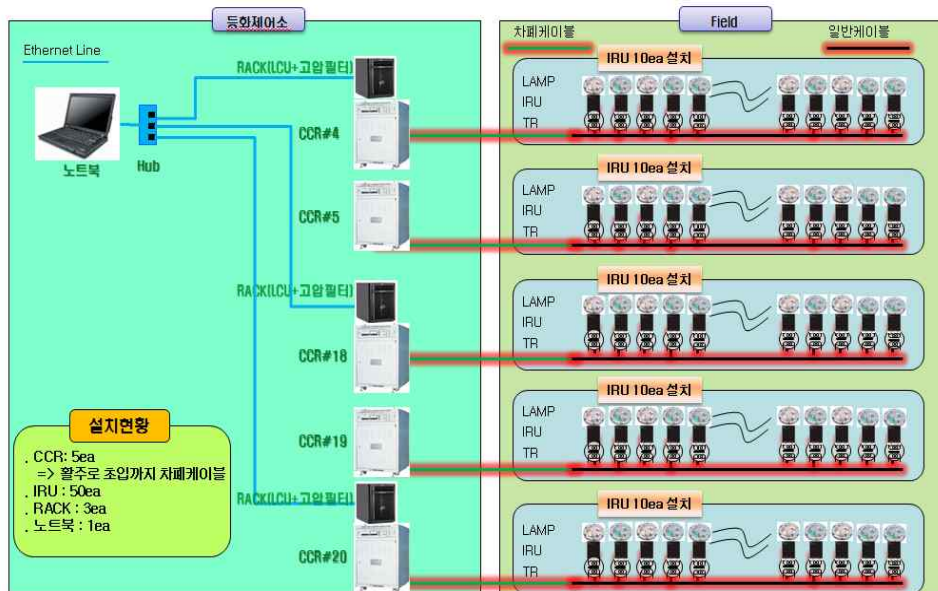 등화제어소
Field
Ethernet Line
차폐케이블
일반케이블
RACK(LCU+고압필터)
CCR#4
노트북
Hub
IRU 10ea 설치
LAMP
IRU
TR
CCR#5
IRU 10ea 설치
LAMP
IRU
TR
RACK(LCU+고압필터)
CCR#18
IRU 10ea 설치
LAMP
IRU
TR
CCR#19
IRU 10ea 설치
LAMP
IRU
TR
RACK(LCU+고압필터)
CCR#20
IRU 10ea 설치
LAMP
IRU
TR
설치현황
. CCR: 5ea
=> 활주로 초입까지 차폐케이블
. IRU : 50ea
. RACK : 3ea
. 노트북 : 1ea